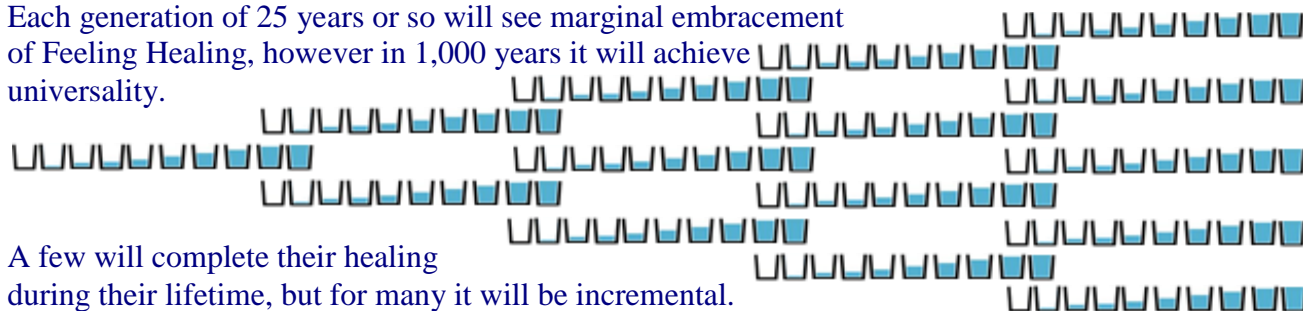 Each generation of 25 years or so will see marginal embracement
of Feeling Healing, however in 1,000 years it will achieve
universality.
A few will complete their healing
during their lifetime, but for many it will be incremental.